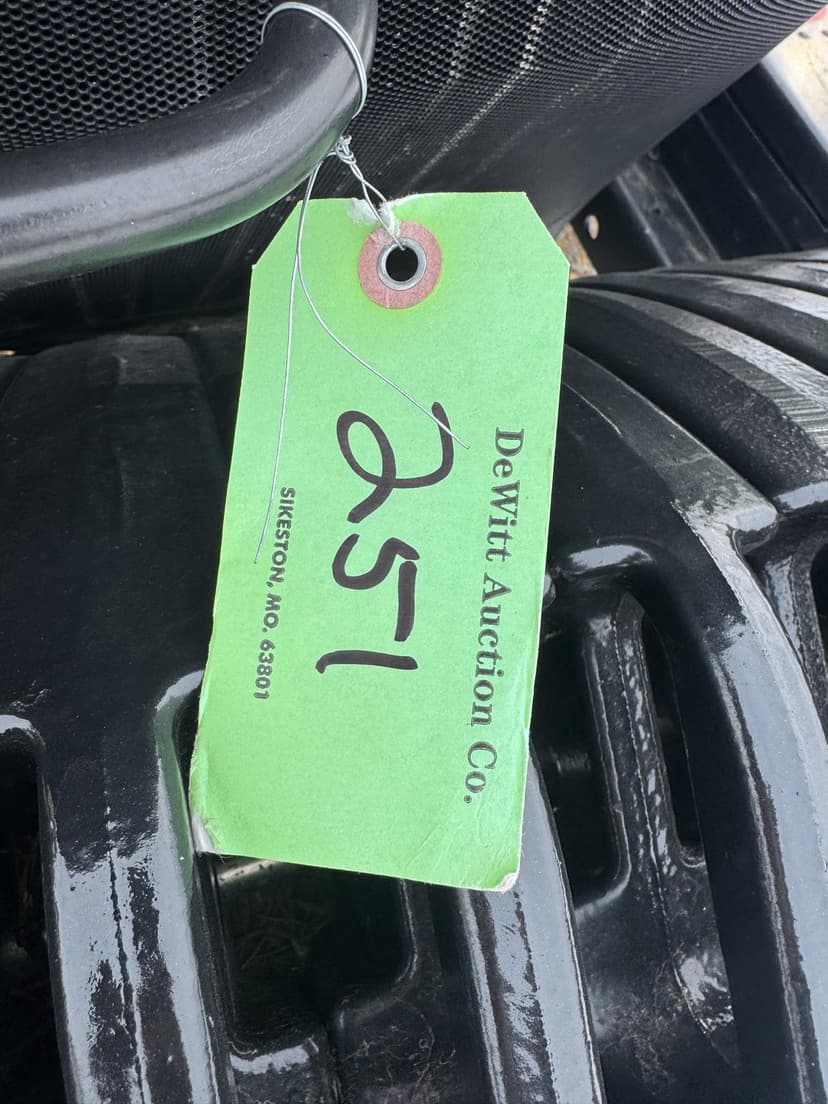 DeWitt Auction Co.
251
SIKESTON, MO. 63801